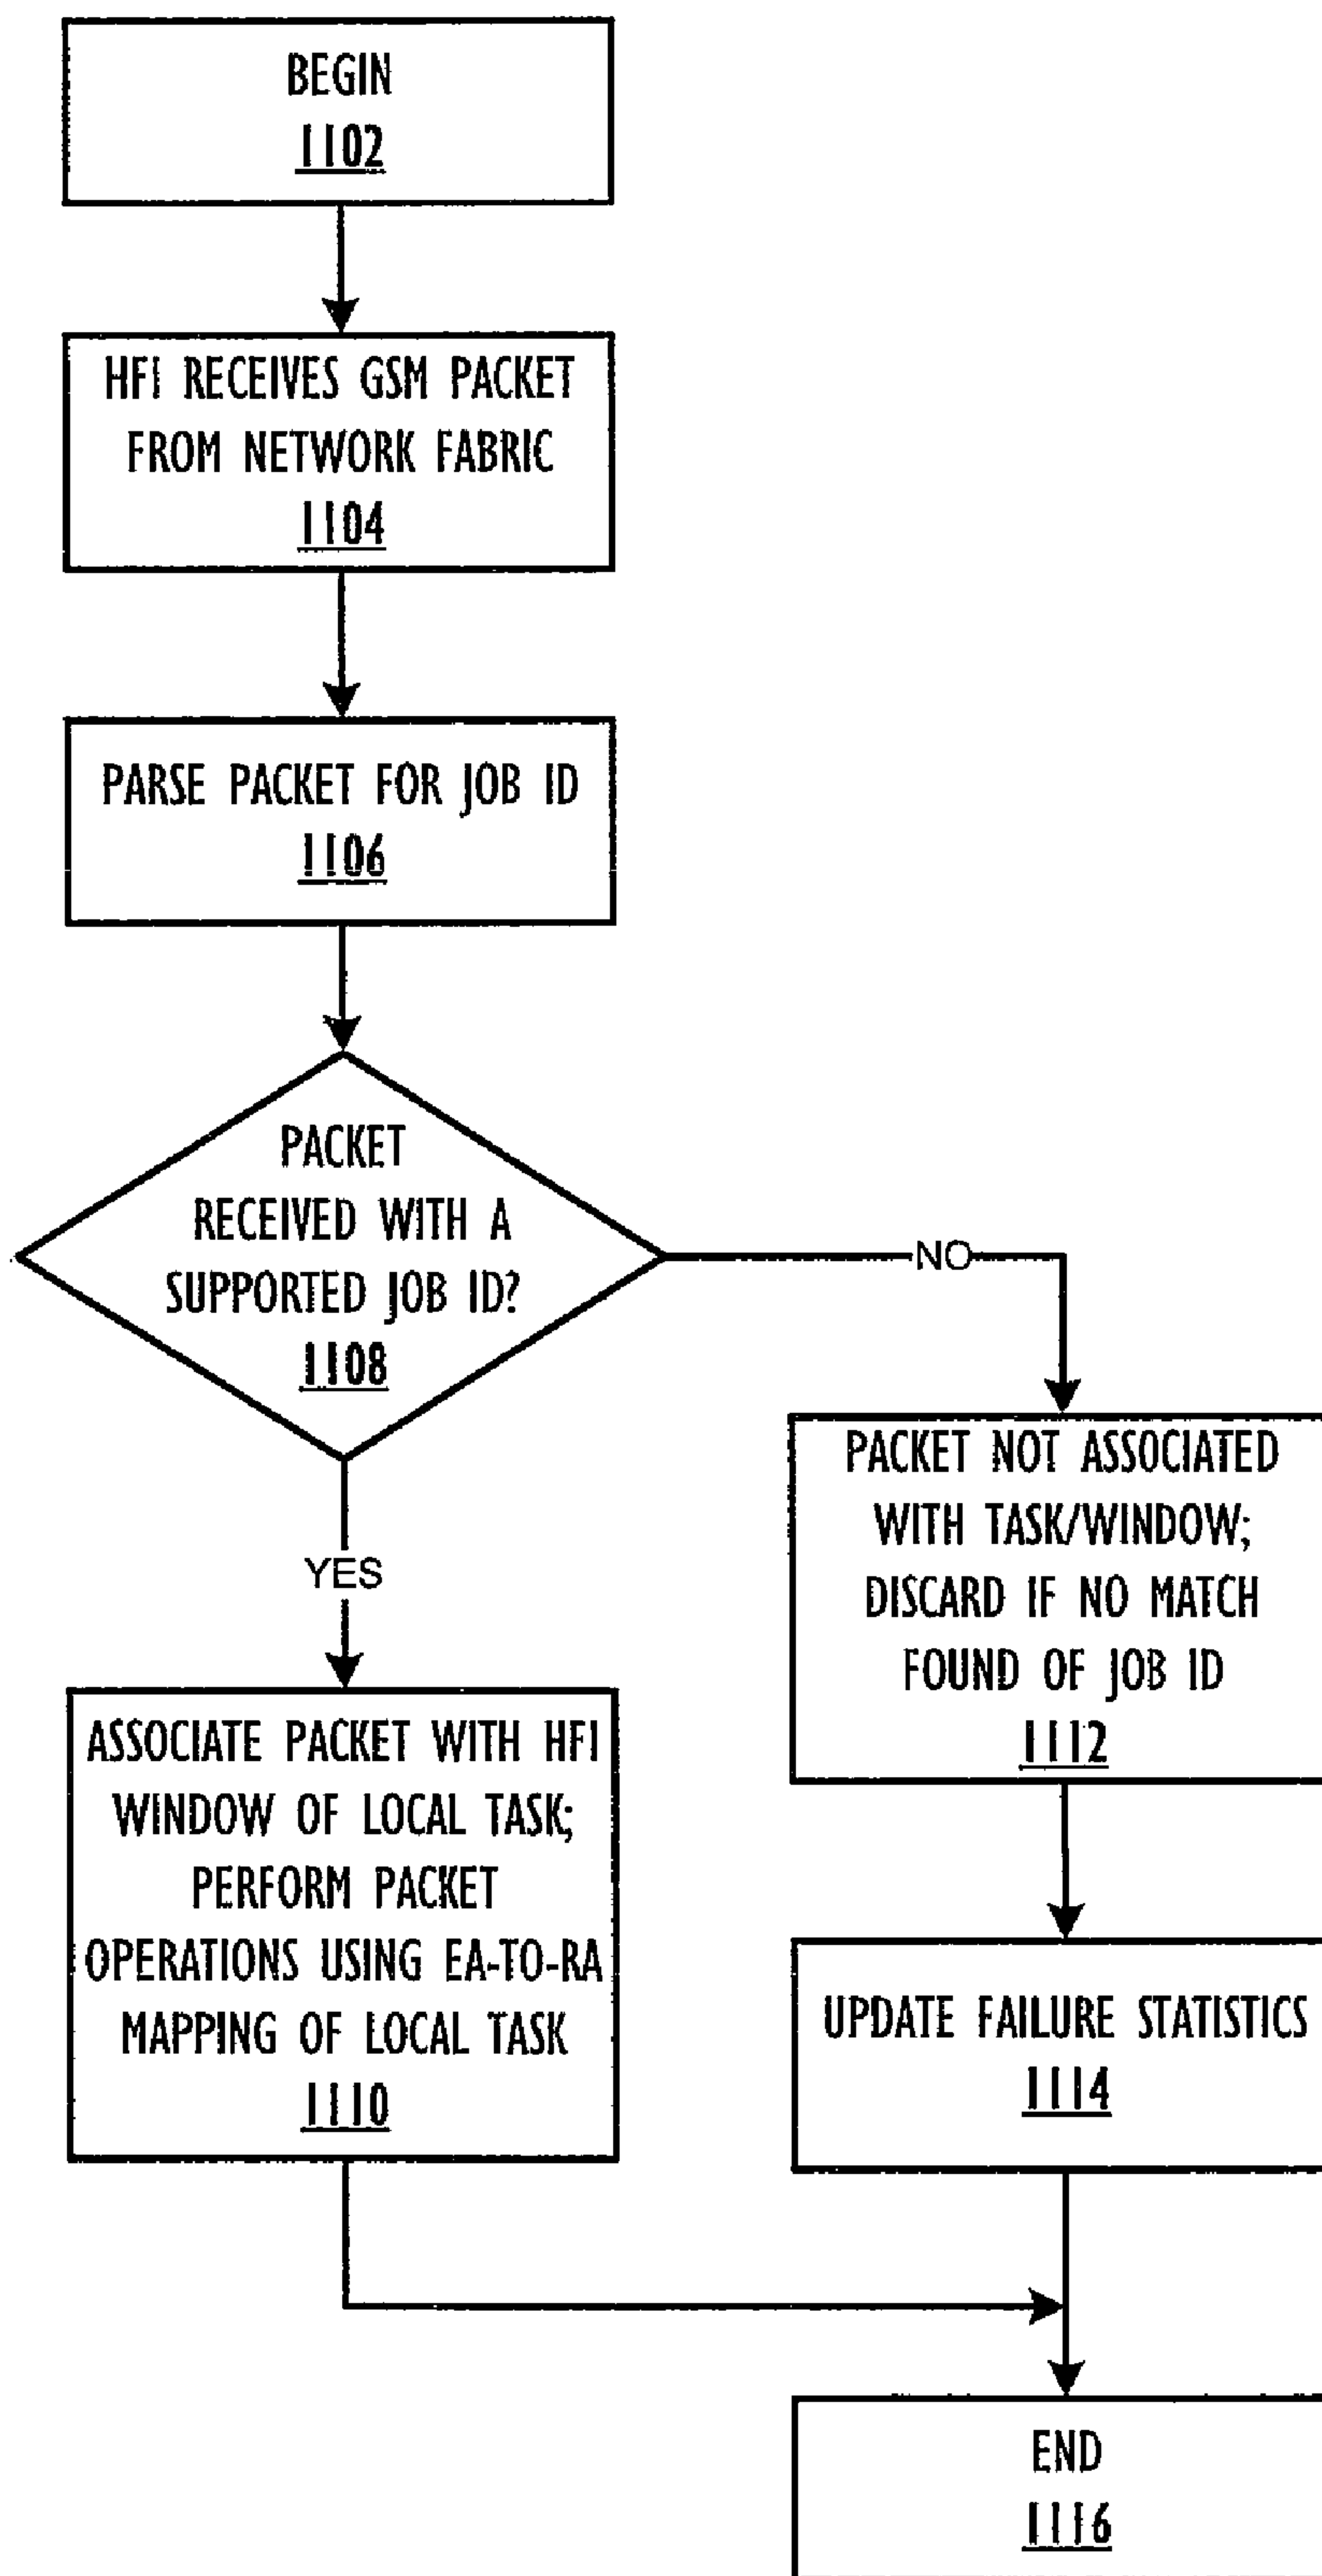 BEGIN
1102
HFI RECEIVES GSM PACKET
FROM NETWORK FABRIC
1104
PARSE PACKET FOR JOB ID
1106
PACKET
RECEIVED WITH A
SUPPORTED JOB ID?
1108
NO
YES
PACKET NOT ASSOCIATED
WITH TASK/WINDOW;
DISCARD IF NO MATCH
FOUND OF JOB ID
1112
ASSOCIATE PACKET WITH HFI
WINDOW OF LOCAL TASK;
PERFORM PACKET
OPERATIONS USING EA-TO-RA
MAPPING OF LOCAL TASK
1110
UPDATE FAILURE STATISTICS
1114
END
1116